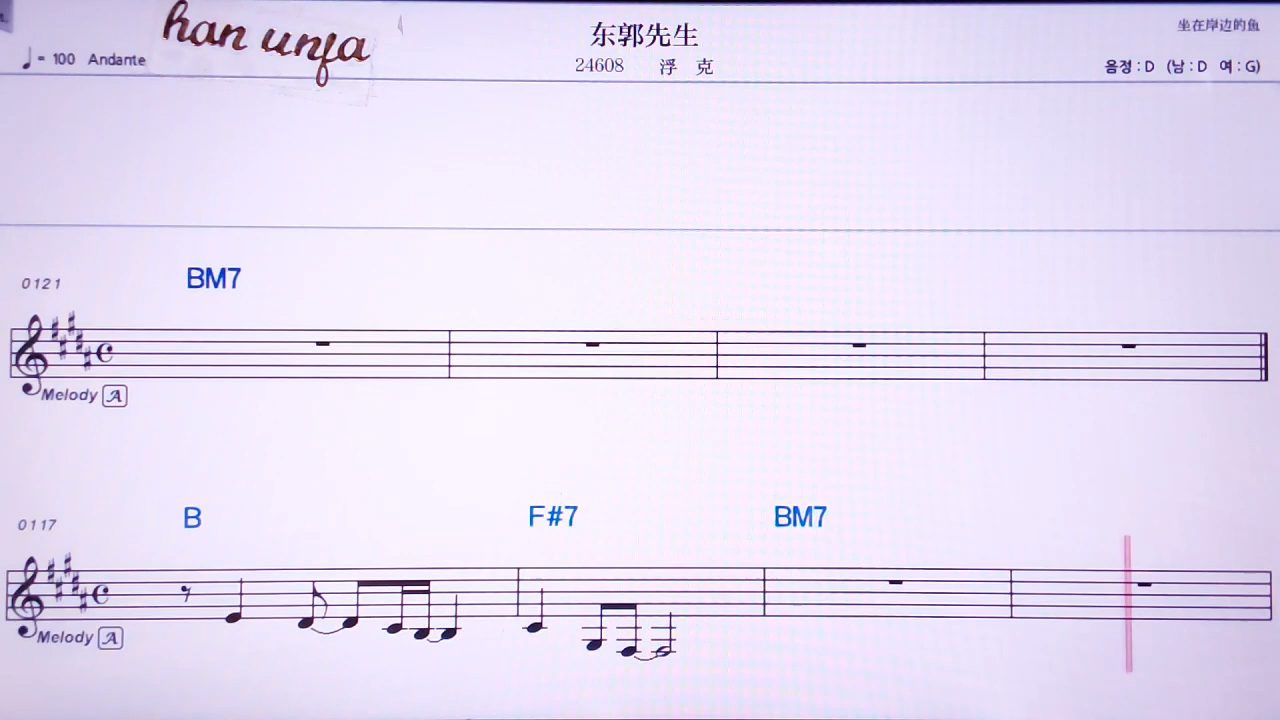 han unfa
东郭先生
坐在岸边的鱼
♩= 100 Andante
24608 浮 克
음정 : D (남 : D 여 : G)
0121 BM7
Melody A
0117 B F#7 BM7
Melody A